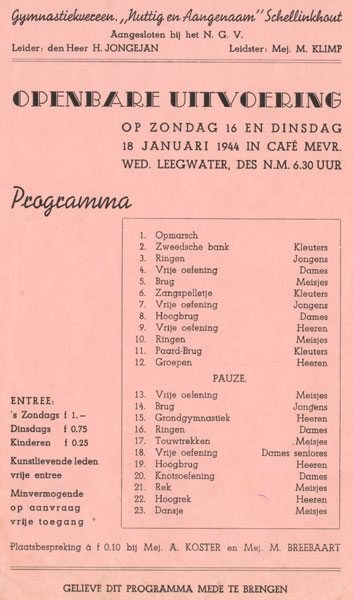 Gymnastiekvereen. „Nuttig en Aangenaam" Schellinkhout
Aangesloten bij het N. G. V.
Leider: den Heer H. JONGEJAN    Leidster: Mej. M. KLIMP
OPENBARE UITVOERING
OP ZONDAG 16 EN DINSDAG
18 JANUARI 1944 IN CAFÉ MEVR.
WED. LEEGWATER, DES N.M. 6.30 UUR
Programma
1. Opmarsch
2. Zweedsche bank    Kleuters
3. Ringen    Jongens
4. Vrije oefening    Dames
5. Brug    Meisjes
6. Zangspelletje    Kleuters
7. Vrije oefening    Jongens
8. Hoogbrug    Dames
9. Vrije oefening    Heeren
10. Ringen    Meisjes
11. Paard-Brug    Kleuters
12. Groepen    Heeren
PAUZE.
13. Vrije oefening    Meisjes
14. Brug    Jongens
15. Grondgymnastiek    Heeren
16. Ringen    Dames
17. Touwtrekken    Meisjes
18. Vrije oefening    Dames seniores
19. Hoogbrug    Heeren
20. Knotsoefening    Dames
21. Rek    Meisjes
22. Hoogrek    Heeren
23. Dansje    Meisjes
ENTREE:
's Zondags f 1.—
Dinsdags f 0.75
Kinderen f 0.25
Kunstlievende leden
vrije entree
Minvermogende
op aanvraag
vrije toegang
Plaatsbespreking à f 0.10 bij Mej. A. KOSTER en Mej. M. BREEBAART
GELIEVE DIT PROGRAMMA MEDE TE BRENGEN